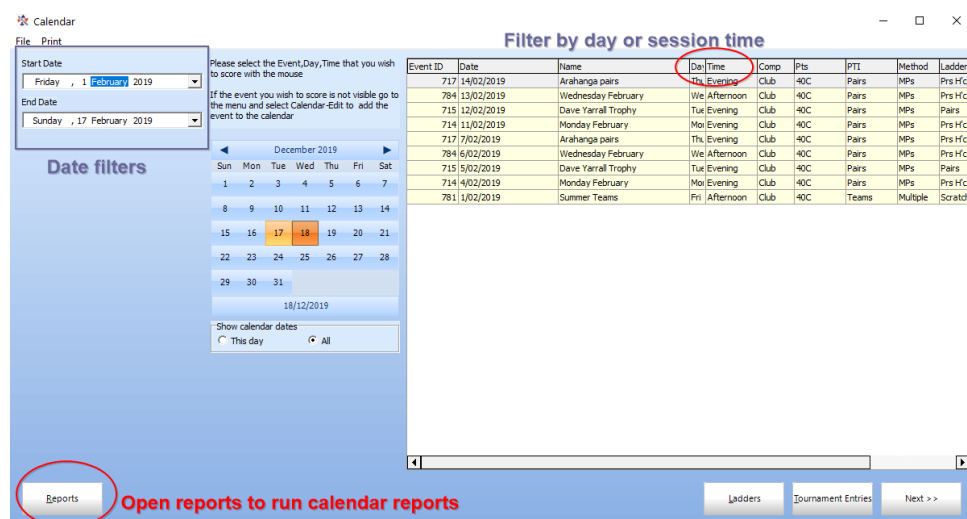 Calendar
File Print
Filter by day or session time
Start Date
Friday , 1 February 2019
End Date
Sunday , 17 February 2019
Date filters
Please select the Event,Day,Time that you wish
to score with the mouse
If the event you wish to score is not visible go to
the menu and select Calendar-Edit to add the
event to the calendar
December 2019
Sun Mon Tue Wed Thu Fri Sat
1 2 3 4 5 6 7
8 9 10 11 12 13 14
15 16 17 18 19 20 21
22 23 24 25 26 27 28
29 30 31
18/12/2019
Show calendar dates
This day All
Event ID Date Name Day Time Comp Pts PTI Method Ladder
717 14/02/2019 Arahanga pairs Thu Evening Club 40C Pairs MPs Prs H'c
784 13/02/2019 Wednesday February We Afternoon Club 40C Pairs MPs Prs H'c
715 12/02/2019 Dave Yarrall Trophy Tue Evening Club 40C Pairs MPs Pairs
714 11/02/2019 Monday February Mon Evening Club 40C Pairs MPs Prs H'c
717 7/02/2019 Arahanga pairs Thu Evening Club 40C Pairs MPs Prs H'c
784 6/02/2019 Wednesday February We Afternoon Club 40C Pairs MPs Prs H'c
715 5/02/2019 Dave Yarrall Trophy Tue Evening Club 40C Pairs MPs Pairs
714 4/02/2019 Monday February Mon Evening Club 40C Pairs MPs Prs H'c
781 1/02/2019 Summer Teams Fri Afternoon Club 40C Teams Multiple Scratch
Reports
Open reports to run calendar reports
Ladders
Tournament Entries
Next >>